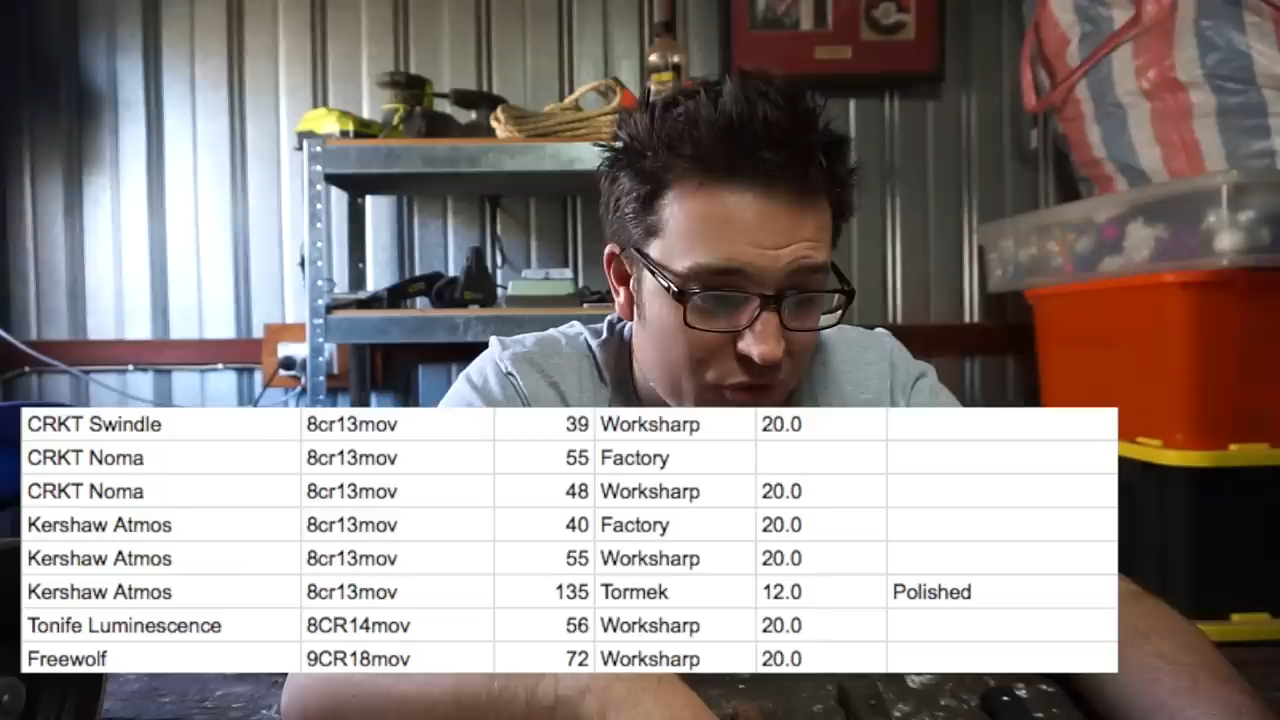 CRKT Swindle 8cr13mov 39 Worksharp 20.0
CRKT Noma 8cr13mov 55 Factory
CRKT Noma 8cr13mov 48 Worksharp 20.0
Kershaw Atmos 8cr13mov 40 Factory 20.0
Kershaw Atmos 8cr13mov 55 Worksharp 20.0
Kershaw Atmos 8cr13mov 135 Tormek 12.0 Polished
Tonife Luminescence 8CR14mov 56 Worksharp 20.0
Freewolf 9CR18mov 72 Worksharp 20.0